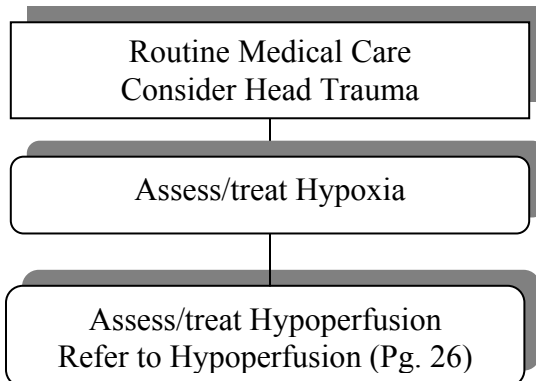 Routine Medical Care
Consider Head Trauma
Assess/treat Hypoxia
Assess/treat Hypoperfusion
Refer to Hypoperfusion (Pg. 26)